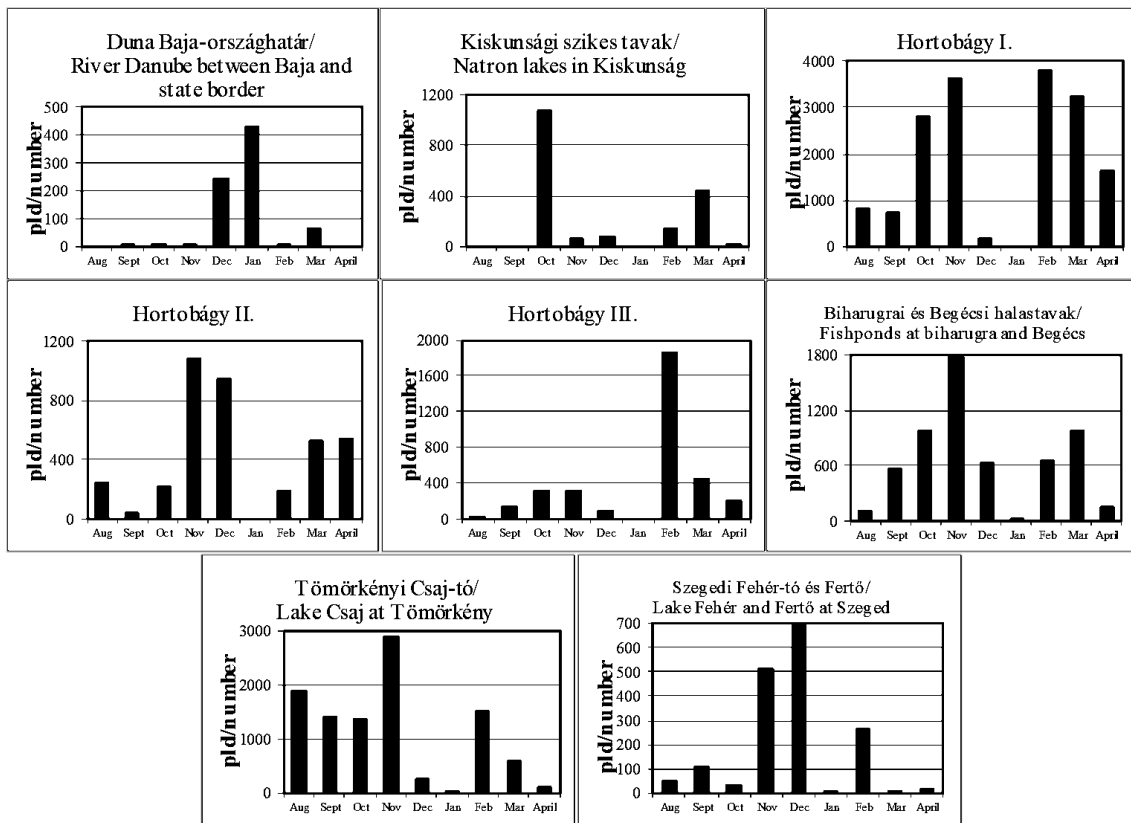 Duna Baja-országhatár/
River Danube between Baja and
state border
pld/number
500
400
300
200
100
0
Aug Sept Oct Nov Dec Jan Feb Mar April
Kiskunsági szikes tavak/
Natron lakes in Kiskunság
pld/number
1200
800
400
0
Aug Sept Oct Nov Dec Jan Feb Mar April
Hortobágy I.
pld/number
4000
3000
2000
1000
0
Aug Sept Oct Nov Dec Jan Feb Mar April
Hortobágy II.
pld/number
1200
800
400
0
Aug Sept Oct Nov Dec Jan Feb Mar April
Hortobágy III.
pld/number
2000
1600
1200
800
400
0
Aug Sept Oct Nov Dec Jan Feb Mar April
Biharugrai és Begécsi halastavak/
Fishponds at biharugra and Begécs
pld/number
1800
1200
600
0
Aug Sept Oct Nov Dec Jan Feb Mar April
Tömörkényi Csaj-tó/
Lake Csaj at Tömörkény
pld/number
3000
2000
1000
0
Aug Sept Oct Nov Dec Jan Feb Mar April
Szegedi Fehér-tó és Fertő/
Lake Fehér and Fertő at Szeged
pld/number
700
600
500
400
300
200
100
0
Aug Sept Oct Nov Dec Jan Feb Mar April